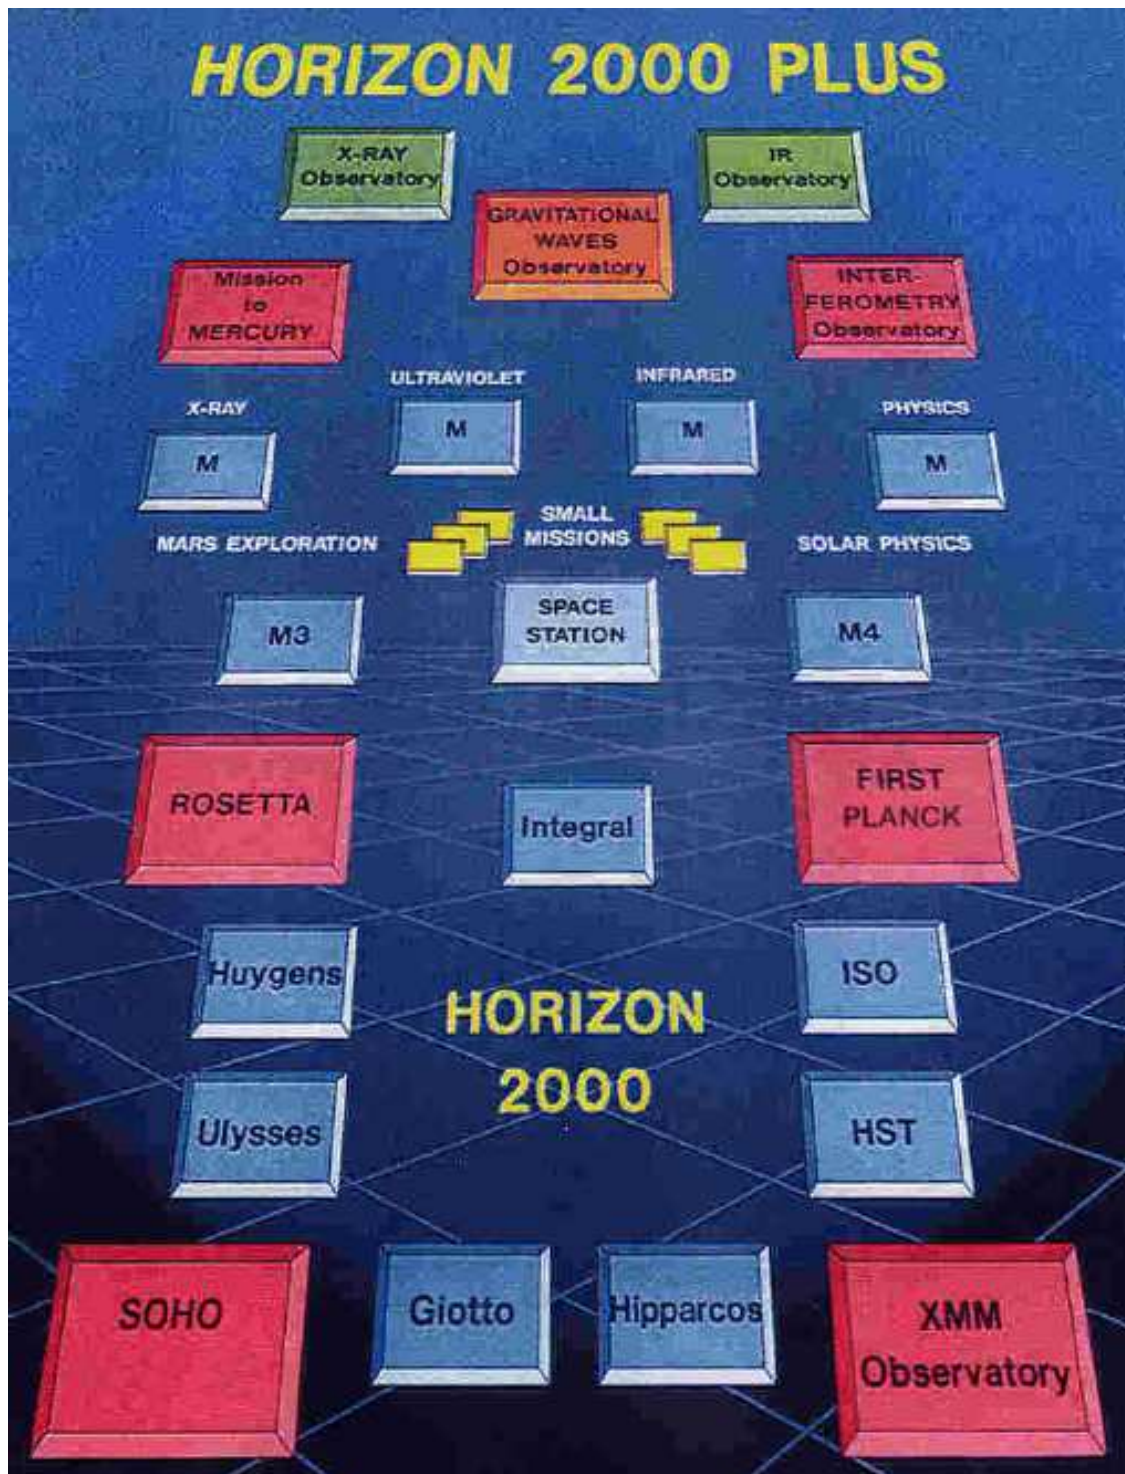 HORIZON 2000 PLUS
X-RAY
Observatory
IR
Observatory
GRAVITATIONAL
WAVES
Observatory
Mission
to
MERCURY
INTER-
FEROMETRY
Observatory
ULTRAVIOLET
INFRARED
X-RAY
PHYSICS
M
M
M
M
SMALL
MISSIONS
MARS EXPLORATION
SOLAR PHYSICS
M3
SPACE
STATION
M4
ROSETTA
Integral
FIRST
PLANCK
Huygens
ISO
HORIZON
2000
Ulysses
HST
SOHO
Giotto
Hipparcos
XMM
Observatory